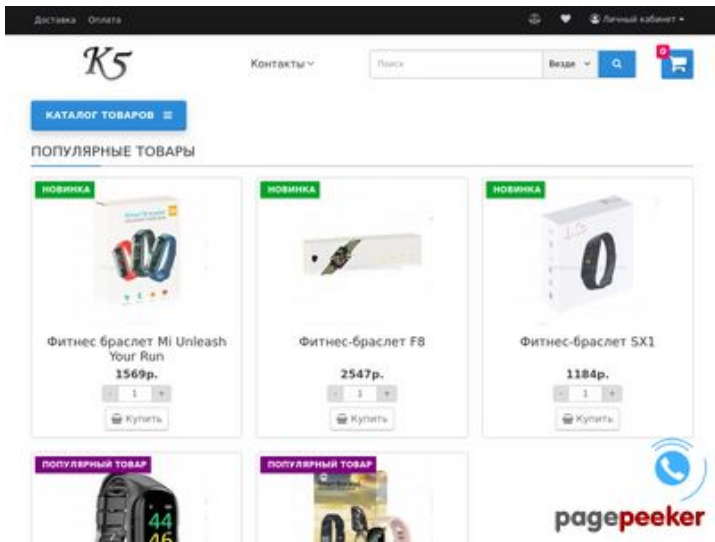 Доставка Оплата
Личный кабинет
K5
Контакты
Поиск
Везде
0
КАТАЛОГ ТОВАРОВ
ПОПУЛЯРНЫЕ ТОВАРЫ
НОВИНКА
НОВИНКА
НОВИНКА
Фитнес браслет Mi Unleash Your Run
Фитнес-браслет F8
Фитнес-браслет SX1
1569р.
2547р.
1184р.
- 1 +
- 1 +
- 1 +
Купить
Купить
Купить
ПОПУЛЯРНЫЙ ТОВАР
ПОПУЛЯРНЫЙ ТОВАР
44
46
pagepeeker